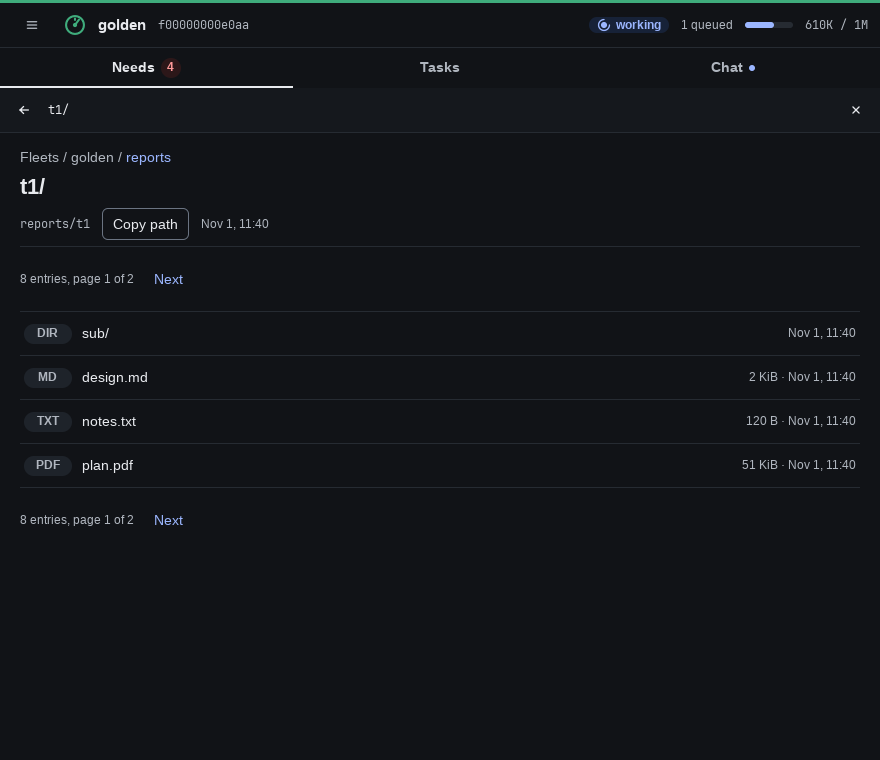 golden f00000000e0aa working 1 queued 610K / 1M
Needs 4 Tasks Chat
t1/
Fleets / golden / reports
t1/
reports/t1 Copy path Nov 1, 11:40
8 entries, page 1 of 2 Next
DIR sub/ Nov 1, 11:40
MD design.md 2 KiB · Nov 1, 11:40
TXT notes.txt 120 B · Nov 1, 11:40
PDF plan.pdf 51 KiB · Nov 1, 11:40
8 entries, page 1 of 2 Next